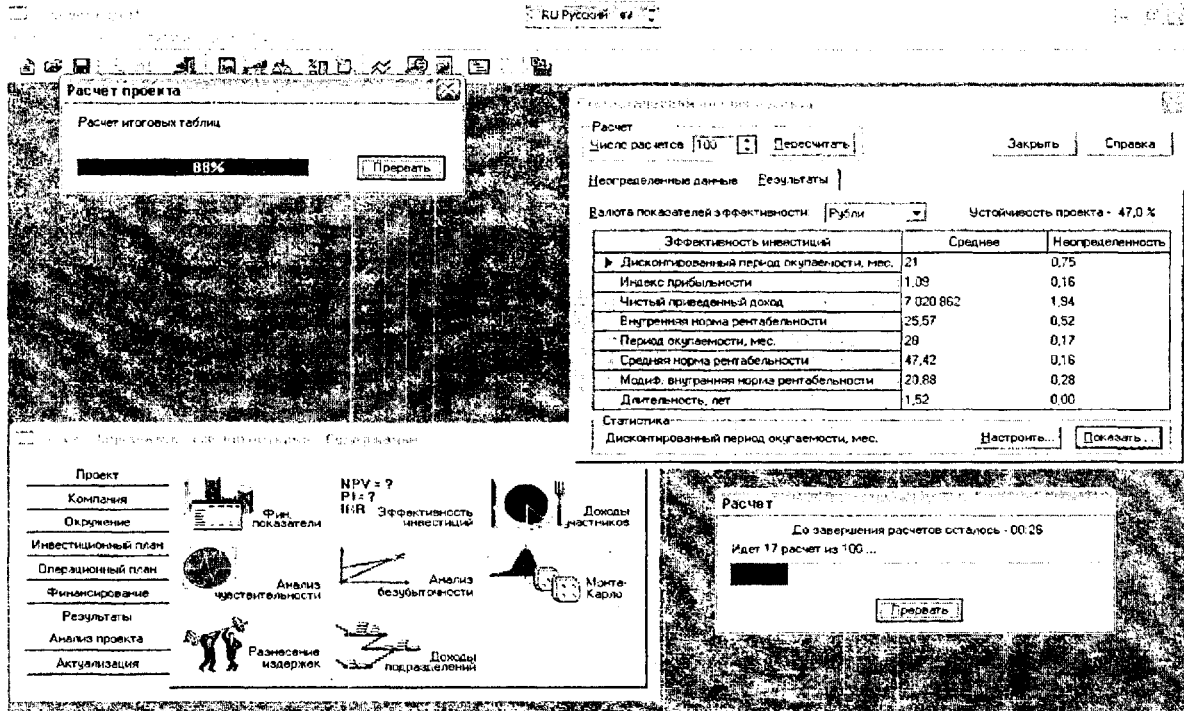 RU Русский
Расчет проекта
Расчет итоговых таблиц
88%
Прервать
Расчет
Число расчетов 100 Пересчитать Закрыть Справка
Неопределенные данные Результаты
Валюта показателей эффективности: Рубли Устойчивость проекта - 47,0 %
Эффективность инвестиций Среднее Неопределенность
Дисконтированный период окупаемости, мес. 21 0,75
Индекс прибыльности 1,09 0,16
Чистый приведенный доход 7 020 862 1,94
Внутренняя норма рентабельности 25,57 0,52
Период окупаемости, мес. 28 0,17
Средняя норма рентабельности 47,42 0,16
Модиф. внутренняя норма рентабельности 20,88 0,28
Длительность, лет 1,52 0,00
Статистика
Дисконтированный период окупаемости, мес. Настроить... Показать...
Проект
Компания
Окружение
Инвестиционный план
Операционный план
Финансирование
Результаты
Анализ проекта
Актуализация
Фин. показатели
NPV = ?
PI = ?
IRR
Эффективность инвестиций
Доходы участников
Анализ чувствительности
Анализ безубыточности
Монте-Карло
Разнесение издержек
Доходы подразделений
Расчет
До завершения расчетов осталось - 00:26
Идет 17 расчет из 100 ...
Прервать